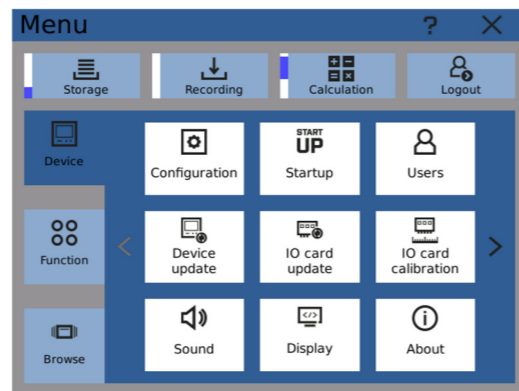 Menu ?
Storage Recording Calculation Logout
Device
Configuration
START
UP
Startup
Users
Function
Device
update
IO card
update
IO card
calibration
Browse
Sound
Display
About